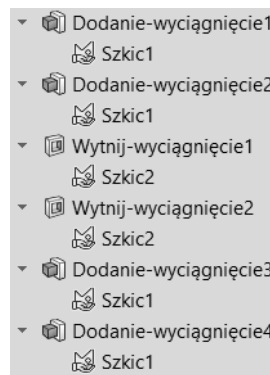 Dodanie-wyciągnięcie1
Szkic1
Dodanie-wyciągnięcie2
Szkic1
Wytnij-wyciągnięcie1
Szkic2
Wytnij-wyciągnięcie2
Szkic2
Dodanie-wyciągnięcie3
Szkic1
Dodanie-wyciągnięcie4
Szkic1